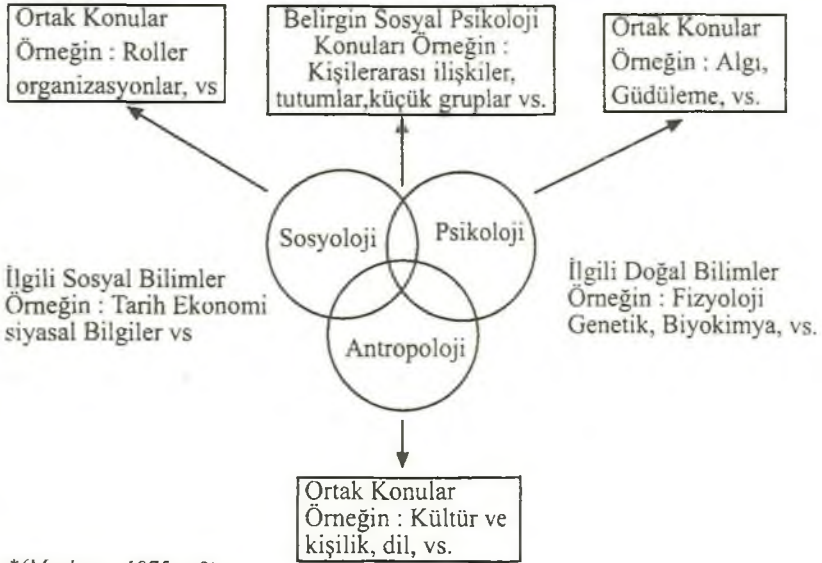 Ortak Konular
Örneğin : Roller
organizasyonlar, vs
Belirgin Sosyal Psikoloji
Konuları Örneğin :
Kişilerarası ilişkiler,
tutumlar,küçük gruplar vs.
Ortak Konular
Örneğin : Algı,
Güdüleme, vs.
Sosyoloji
Psikoloji
Antropoloji
İlgili Sosyal Bilimler
Örneğin : Tarih Ekonomi
siyasal Bilgiler vs
İlgili Doğal Bilimler
Örneğin : Fizyoloji
Genetik, Biyokimya, vs.
Ortak Konular
Örneğin : Kültür ve
kişilik, dil, vs.